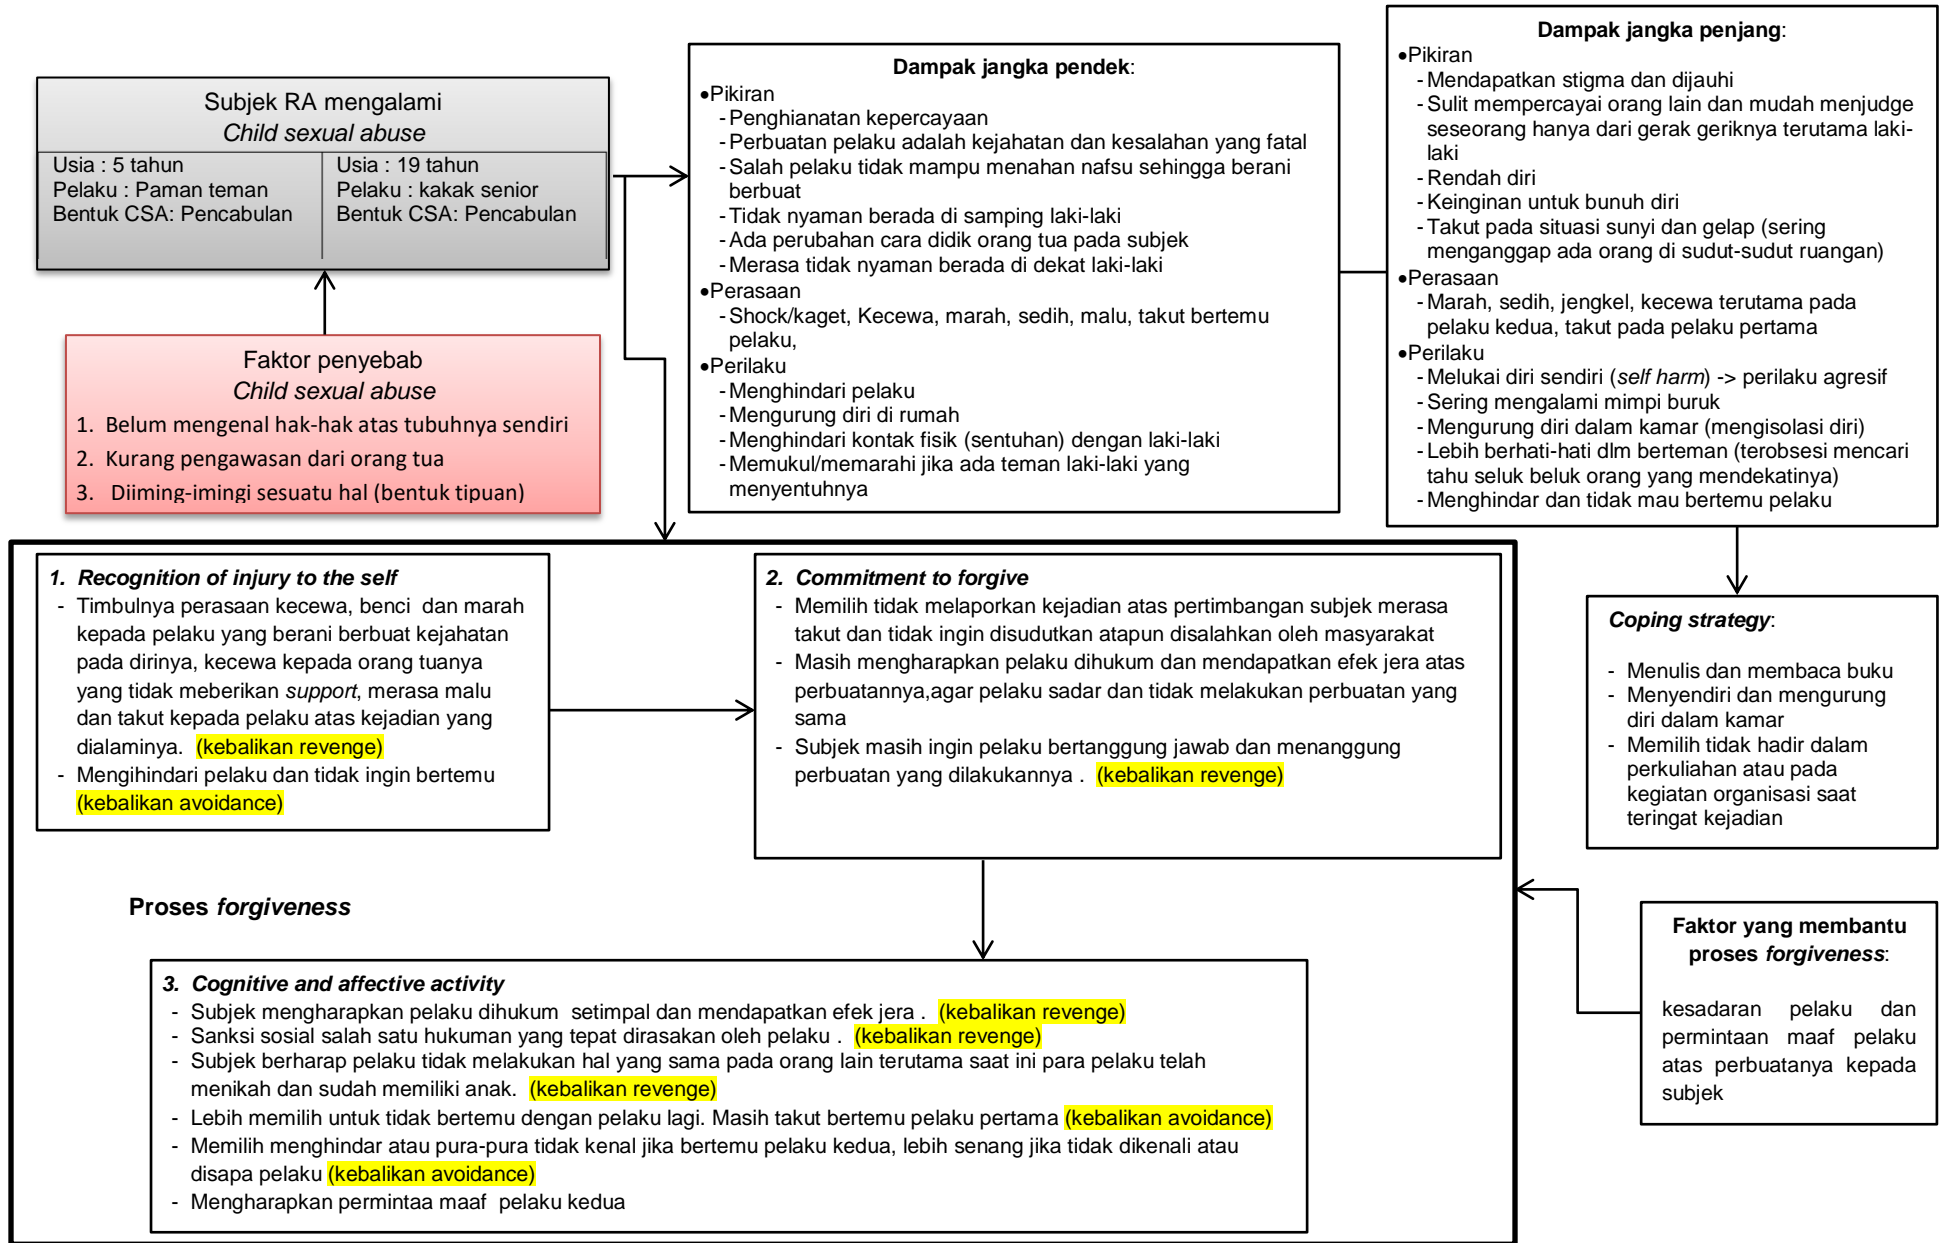 Subjek RA mengalami
Child sexual abuse
Usia : 5 tahun
Pelaku : Paman teman
Bentuk CSA: Pencabulan
Usia : 19 tahun
Pelaku : kakak senior
Bentuk CSA: Pencabulan
Faktor penyebab
Child sexual abuse
1. Belum mengenal hak-hak atas tubuhnya sendiri
2. Kurang pengawasan dari orang tua
3. Diiming-imingi sesuatu hal (bentuk tipuan)
Dampak jangka pendek:
•Pikiran
-Penghianatan kepercayaan
-Perbuatan pelaku adalah kejahatan dan kesalahan yang fatal
-Salah pelaku tidak mampu menahan nafsu sehingga berani
berbuat
-Tidak nyaman berada di samping laki-laki
-Ada perubahan cara didik orang tua pada subjek
-Merasa tidak nyaman berada di dekat laki-laki
•Perasaan
-Shock/kaget, Kecewa, marah, sedih, malu, takut bertemu
pelaku,
•Perilaku
-Menghindari pelaku
-Mengurung diri di rumah
-Menghindari kontak fisik (sentuhan) dengan laki-laki
-Memukul/memarahi jika ada teman laki-laki yang
menyentuhnya
Dampak jangka penjang:
•Pikiran
-Mendapatkan stigma dan dijauhi
-Sulit mempercayai orang lain dan mudah menjudge
seseorang hanya dari gerak geriknya terutama laki-
laki
-Rendah diri
-Keinginan untuk bunuh diri
-Takut pada situasi sunyi dan gelap (sering
menganggap ada orang di sudut-sudut ruangan)
•Perasaan
-Marah, sedih, jengkel, kecewa terutama pada
pelaku kedua, takut pada pelaku pertama
•Perilaku
-Melukai diri sendiri (self harm) -> perilaku agresif
-Sering mengalami mimpi buruk
-Mengurung diri dalam kamar (mengisolasi diri)
-Lebih berhati-hati dlm berteman (terobsesi mencari
tahu seluk beluk orang yang mendekatinya)
-Menghindar dan tidak mau bertemu pelaku
1. Recognition of injury to the self
- Timbulnya perasaan kecewa, benci dan marah
kepada pelaku yang berani berbuat kejahatan
pada dirinya, kecewa kepada orang tuanya
yang tidak meberikan support, merasa malu
dan takut kepada pelaku atas kejadian yang
dialaminya. (kebalikan revenge)
- Mengihindari pelaku dan tidak ingin bertemu
(kebalikan avoidance)
2. Commitment to forgive
- Memilih tidak melaporkan kejadian atas pertimbangan subjek merasa
takut dan tidak ingin disudutkan atapun disalahkan oleh masyarakat
- Masih mengharapkan pelaku dihukum dan mendapatkan efek jera atas
perbuatannya,agar pelaku sadar dan tidak melakukan perbuatan yang
sama
- Subjek masih ingin pelaku bertanggung jawab dan menanggung
perbuatan yang dilakukannya . (kebalikan revenge)
Coping strategy:
- Menulis dan membaca buku
- Menyendiri dan mengurung
diri dalam kamar
- Memilih tidak hadir dalam
perkuliahan atau pada
kegiatan organisasi saat
teringat kejadian
Proses forgiveness
3. Cognitive and affective activity
- Subjek mengharapkan pelaku dihukum setimpal dan mendapatkan efek jera . (kebalikan revenge)
- Sanksi sosial salah satu hukuman yang tepat dirasakan oleh pelaku . (kebalikan revenge)
- Subjek berharap pelaku tidak melakukan hal yang sama pada orang lain terutama saat ini para pelaku telah
menikah dan sudah memiliki anak. (kebalikan revenge)
- Lebih memilih untuk tidak bertemu dengan pelaku lagi. Masih takut bertemu pelaku pertama (kebalikan avoidance)
- Memilih menghindar atau pura-pura tidak kenal jika bertemu pelaku kedua, lebih senang jika tidak dikenali atau
disapa pelaku (kebalikan avoidance)
- Mengharapkan permintaa maaf pelaku kedua
Faktor yang membantu
proses forgiveness:
kesadaran pelaku dan
permintaan maaf pelaku
atas perbuatanya kepada
subjek